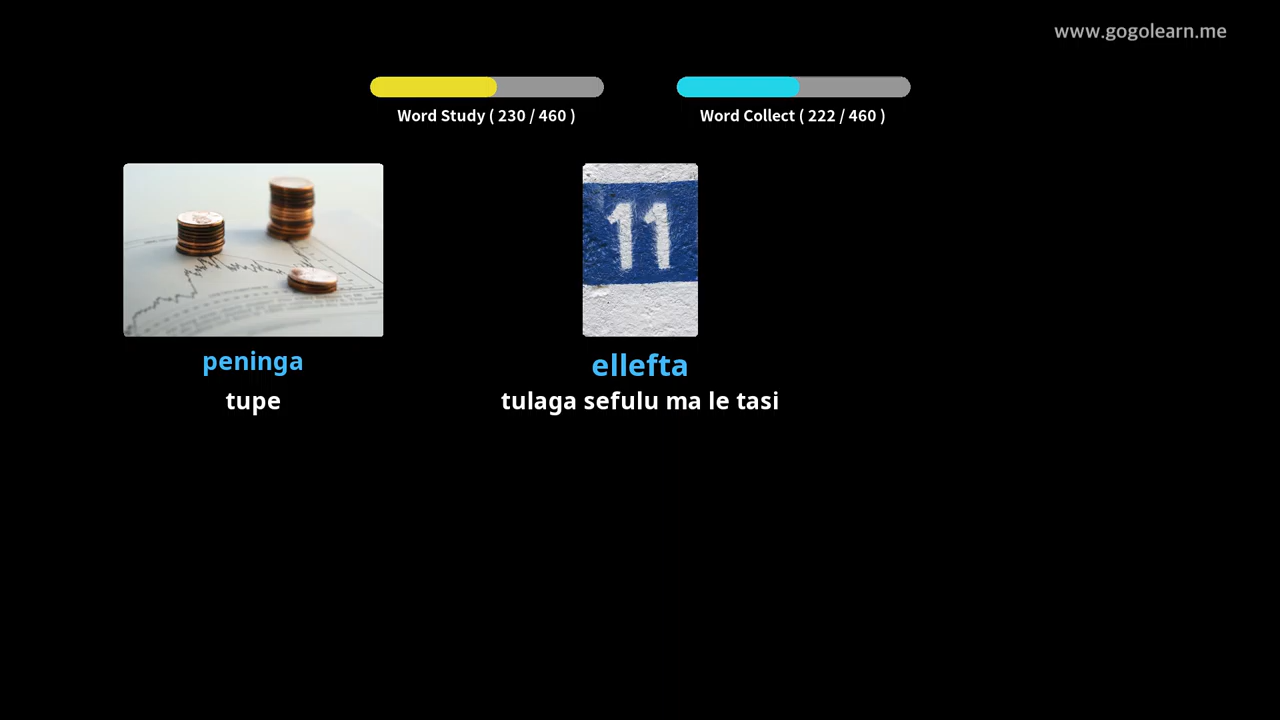 www.gogolearn.me
Word Study ( 230 / 460 )
Word Collect ( 222 / 460 )
11
peninga
tupe
ellefta
tulaga sefulu ma le tasi